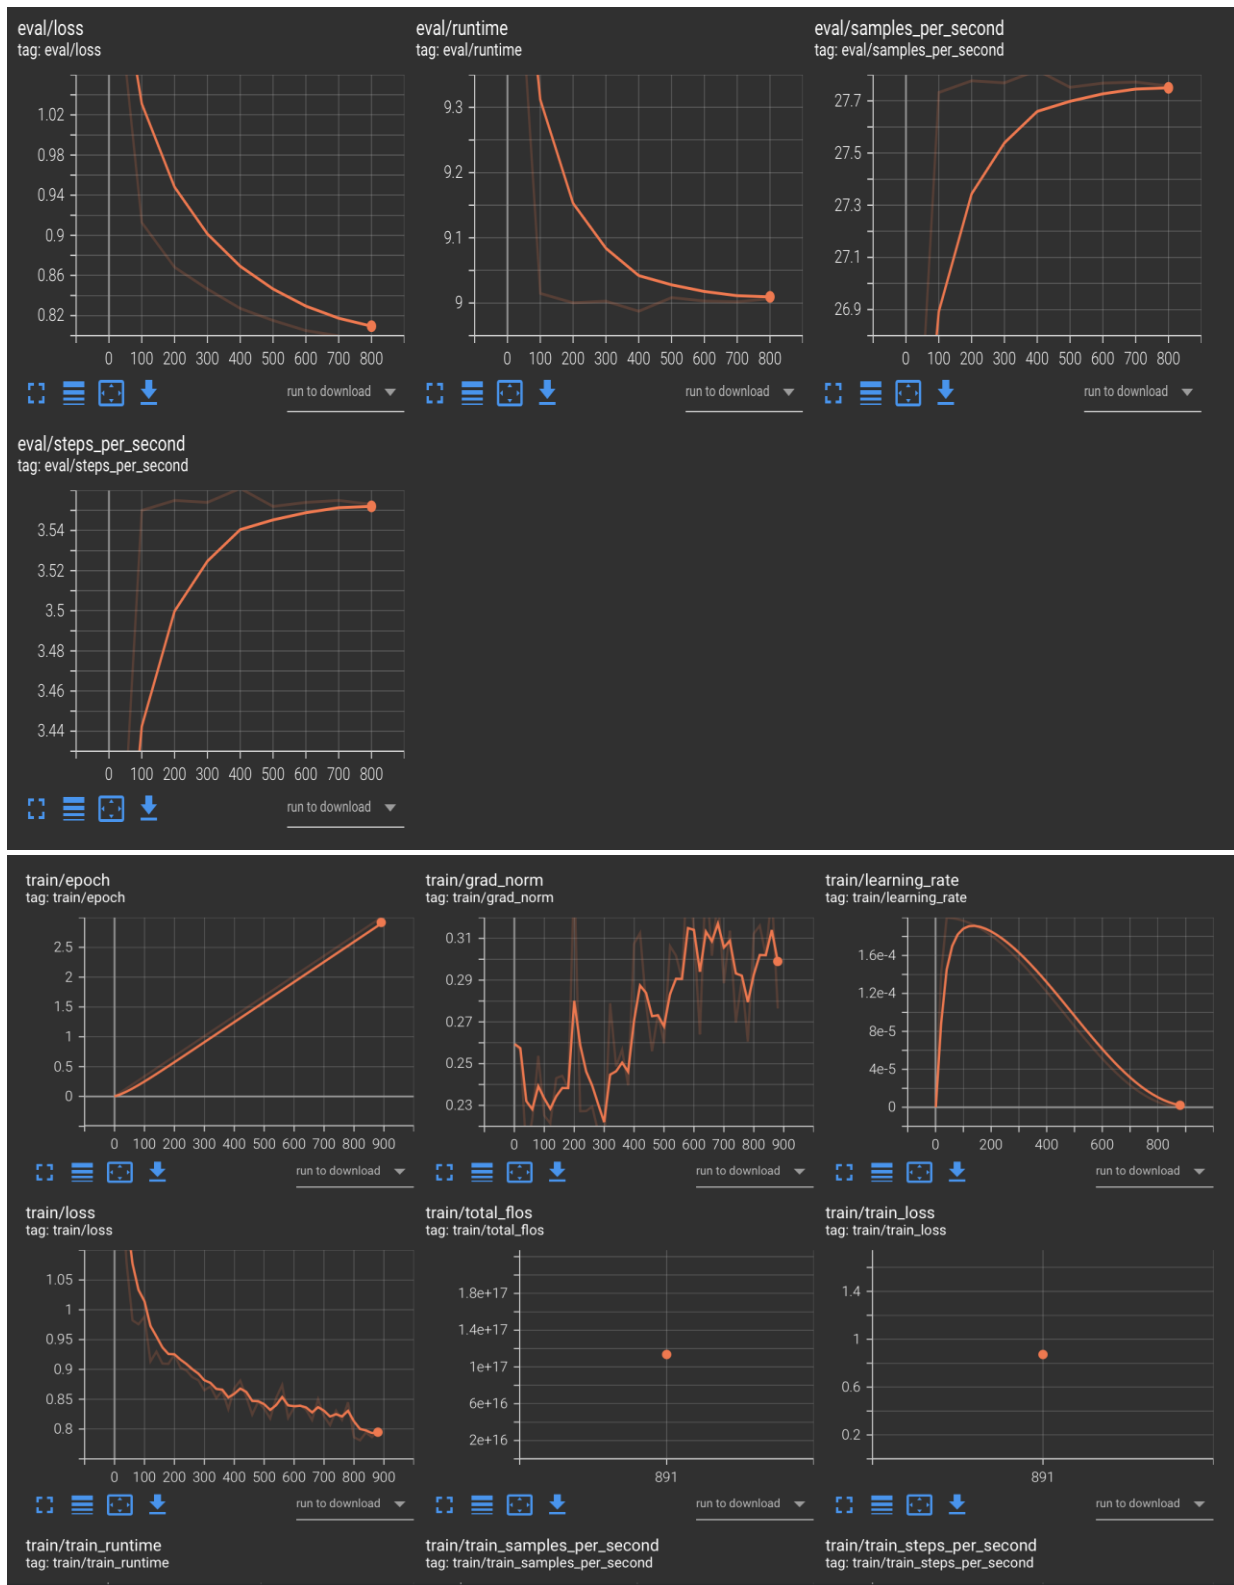 eval/loss
tag: eval/loss
1.02
0.98
0.94
0.9
0.86
0.82
0 100 200 300 400 500 600 700 800
run to download
eval/runtime
tag: eval/runtime
9.3
9.2
9.1
9
0 100 200 300 400 500 600 700 800
run to download
eval/samples_per_second
tag: eval/samples_per_second
27.7
27.5
27.3
27.1
26.9
0 100 200 300 400 500 600 700 800
run to download
eval/steps_per_second
tag: eval/steps_per_second
3.54
3.52
3.5
3.48
3.46
3.44
0 100 200 300 400 500 600 700 800
run to download
train/epoch
tag: train/epoch
2.5
2
1.5
1
0.5
0
0 100 200 300 400 500 600 700 800 900
run to download
train/grad_norm
tag: train/grad_norm
0.31
0.29
0.27
0.25
0.23
0 100 200 300 400 500 600 700 800 900
run to download
train/learning_rate
tag: train/learning_rate
1.6e-4
1.2e-4
8e-5
4e-5
0
0 200 400 600 800
run to download
train/loss
tag: train/loss
1.05
1
0.95
0.9
0.85
0.8
0 100 200 300 400 500 600 700 800 900
run to download
train/total_flos
tag: train/total_flos
1.8e+17
1.4e+17
1e+17
6e+16
2e+16
891
run to download
train/train_loss
tag: train/train_loss
1.4
1
0.6
0.2
891
run to download
train/train_runtime
tag: train/train_runtime
train/train_samples_per_second
tag: train/train_samples_per_second
train/train_steps_per_second
tag: train/train_steps_per_second